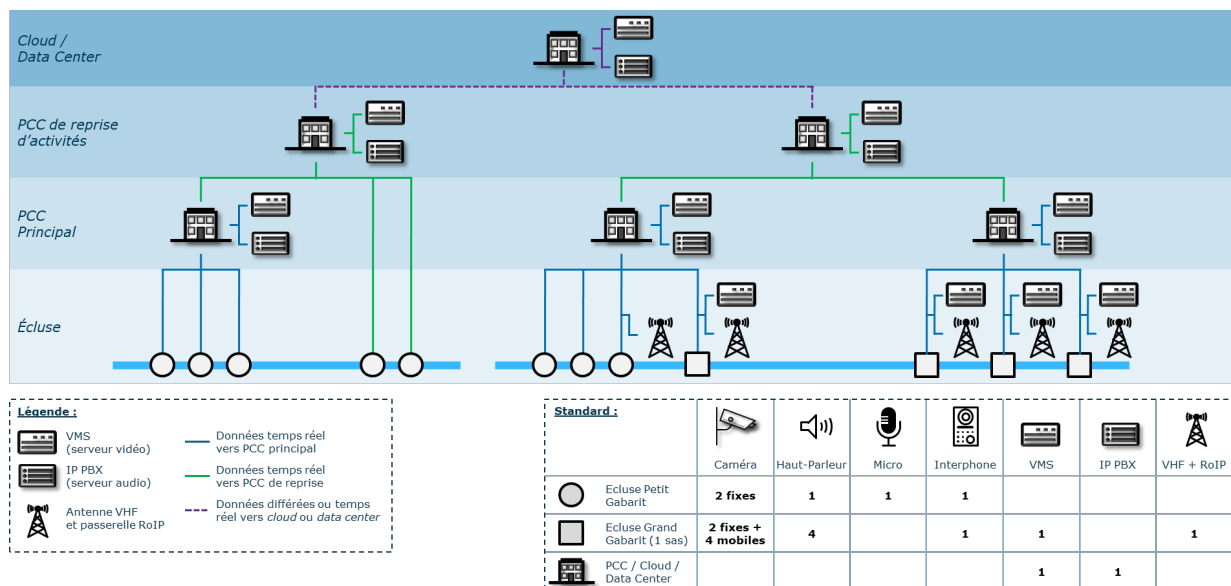 Cloud /
Data Center
PCC de reprise
d'activités
PCC
Principal
Écluse
Légende :
VMS
(serveur vidéo)
IP PBX
(serveur audio)
Antenne VHF
et passerelle RoIP
Données temps réel
vers PCC principal
Données temps réel
vers PCC de reprise
Données différées ou temps
réel vers cloud ou data center
Standard :
Caméra
Haut-Parleur
Micro
Interphone
VMS
IP PBX
VHF + RoIP
Ecluse Petit
Gabarit
2 fixes
1
1
1
Ecluse Grand
Gabarit (1 sas)
2 fixes +
4 mobiles
4
1
1
1
PCC / Cloud /
Data Center
1
1